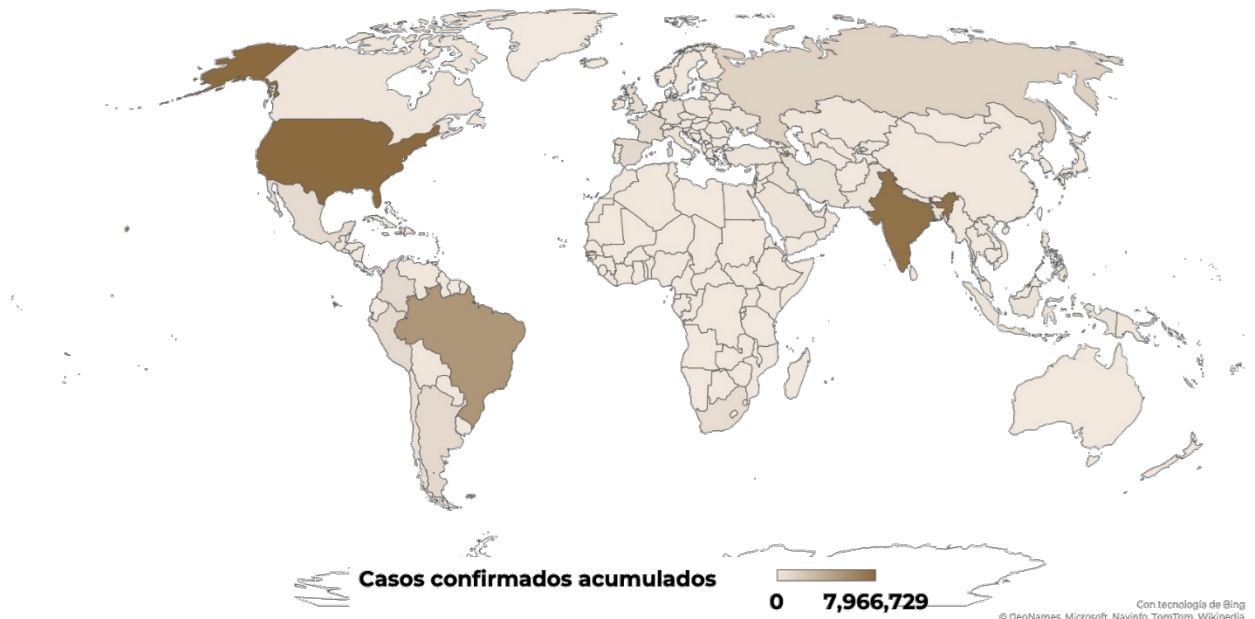 Casos confirmados acumulados
0 7,966,729
Con tecnología de Bing
© GeoNames, Microsoft, Navinfo, TomTom, Wikipedia